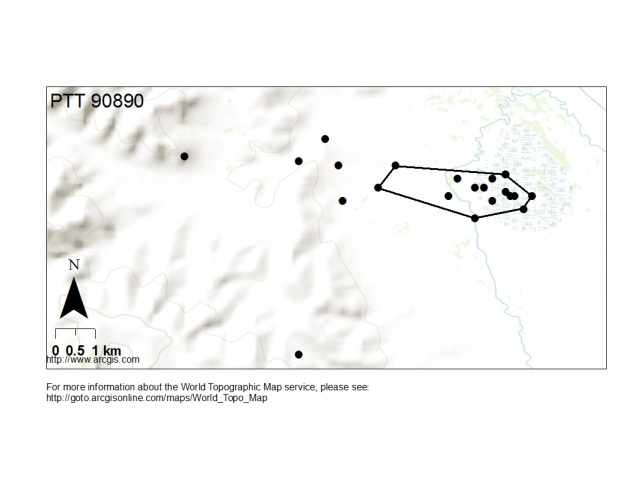 PTT 90890
N
0 0.5 1 km
http://www.arcgis.com
For more information about the World Topographic Map service, please see:
http://goto.arcgisonline.com/maps/World_Topo_Map